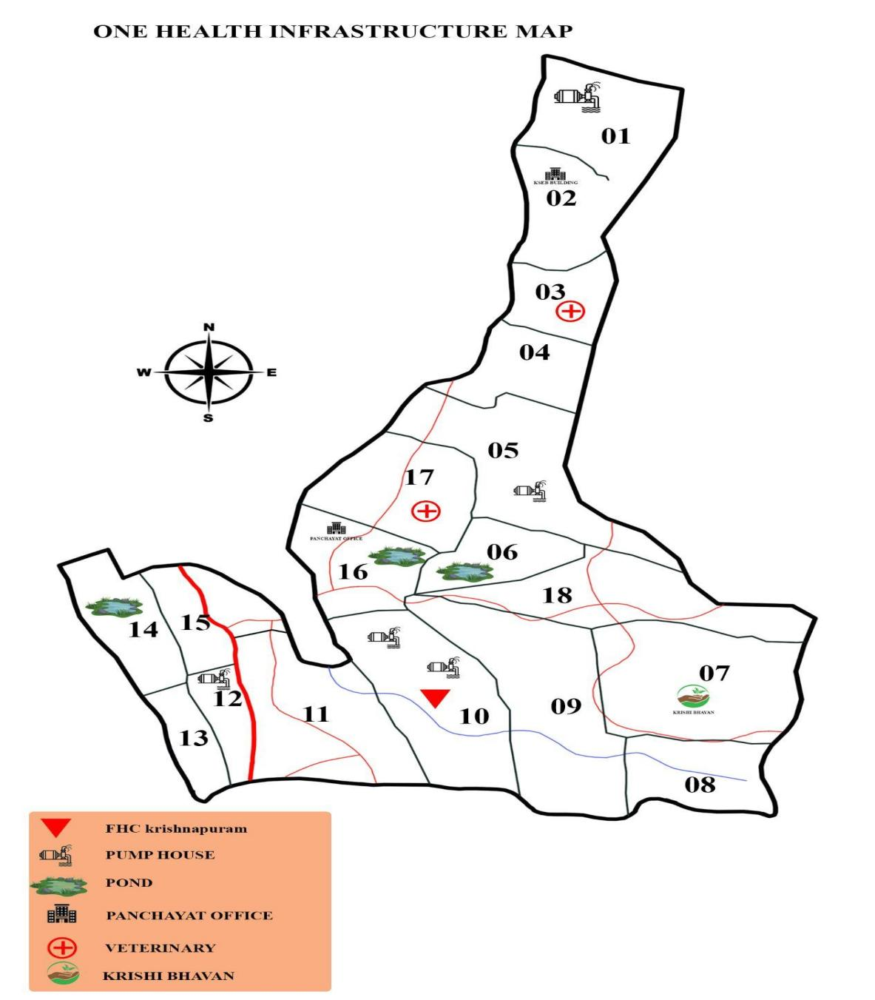 ONE HEALTH INFRASTRUCTURE MAP
01
KSEB BUILDING
02
03
N
W E
S
04
05
17
PANCHAYAT OFFICE
06
16
18
15
14
07
12
KRISHI BHAVAN
09
11
10
13
08
FHC krishnapuram
PUMP HOUSE
POND
PANCHAYAT OFFICE
VETERINARY
KRISHI BHAVAN